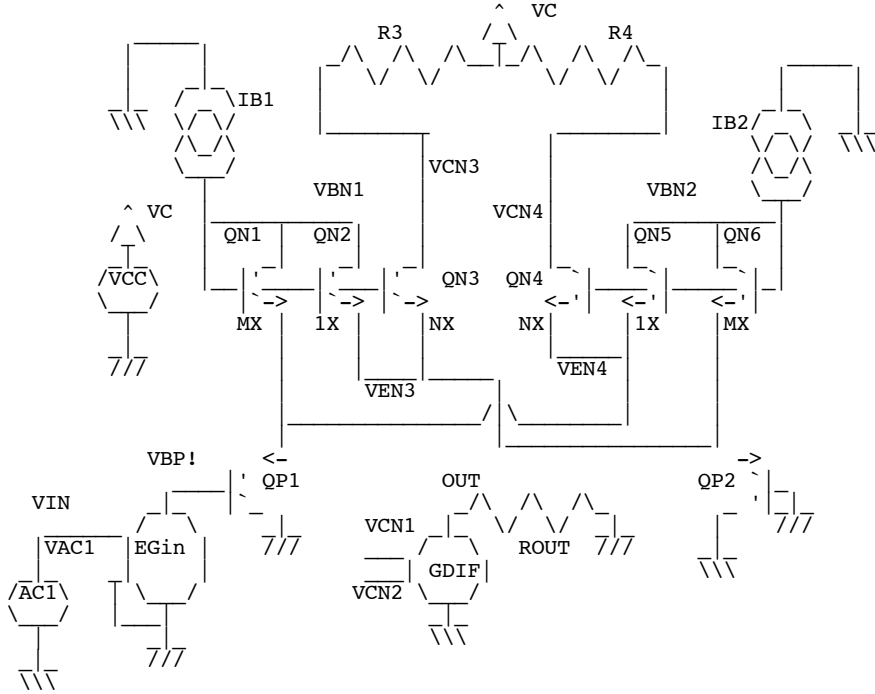 VC
R3 R4
IB1
IB2
VCN3
VBN1 VBN2
VC VCN4
QN1 QN2 QN5 QN6
VCC QN3 QN4
MX 1X NX NX 1X MX
VEN3 VEN4
VBP!
QP1 OUT QP2
VIN
VCN1
VAC1 EGin ROUT
GDIF
VCN2
AC1